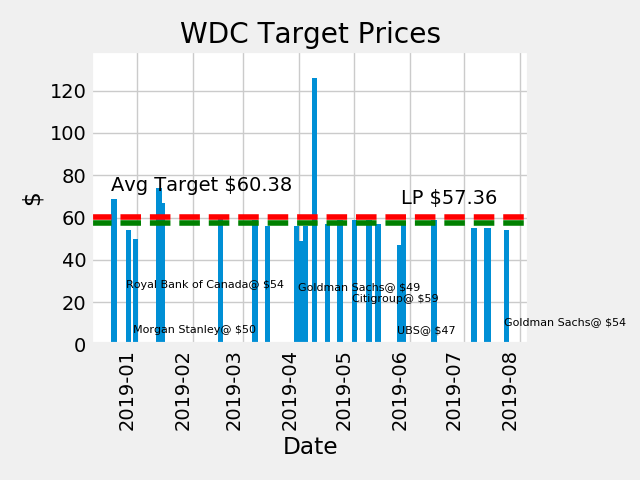 WDC Target Prices
$
120
100
80
60
40
20
0
Avg Target $60.38
LP $57.36
Royal Bank of Canada@ $54
Morgan Stanley@ $50
Goldman Sachs@ $49
Citigroup@ $59
UBS@ $47
Goldman Sachs@ $54
2019-01
2019-02
2019-03
2019-04
2019-05
2019-06
2019-07
2019-08
Date